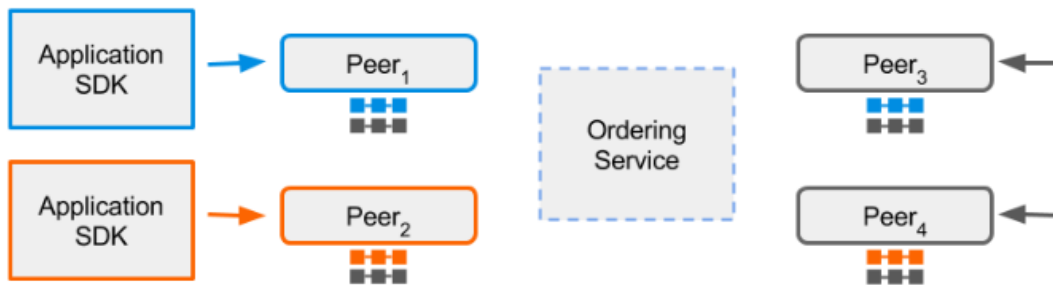 Application
SDK
Peer₁
Ordering
Service
Peer₃
Application
SDK
Peer₂
Peer₄